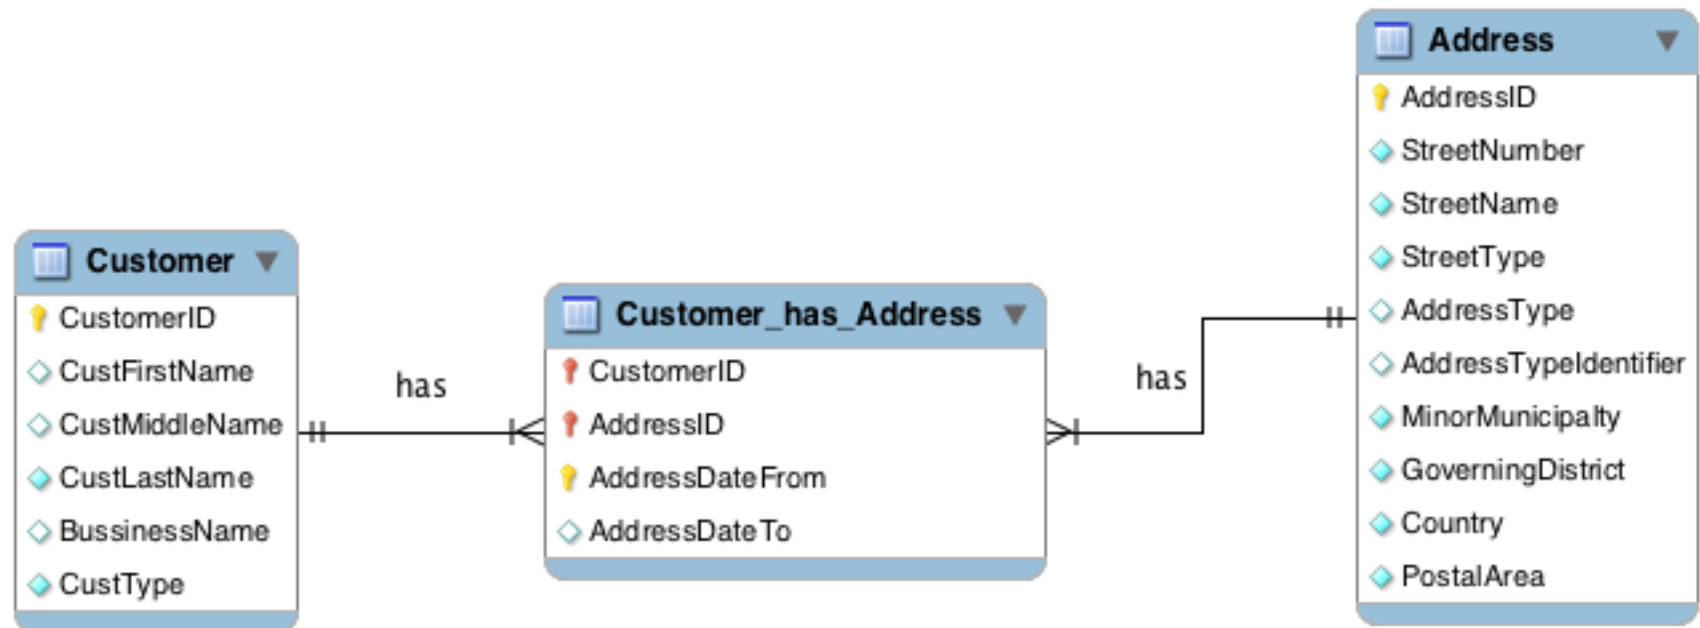 Customer
CustomerID
CustFirstName
CustMiddleName
CustLastName
BussinessName
CustType
has
Customer_has_Address
CustomerID
AddressID
AddressDateFrom
AddressDateTo
has
Address
AddressID
StreetNumber
StreetName
StreetType
AddressType
AddressTypeIdentifier
MinorMunicipalty
GoverningDistrict
Country
PostalArea